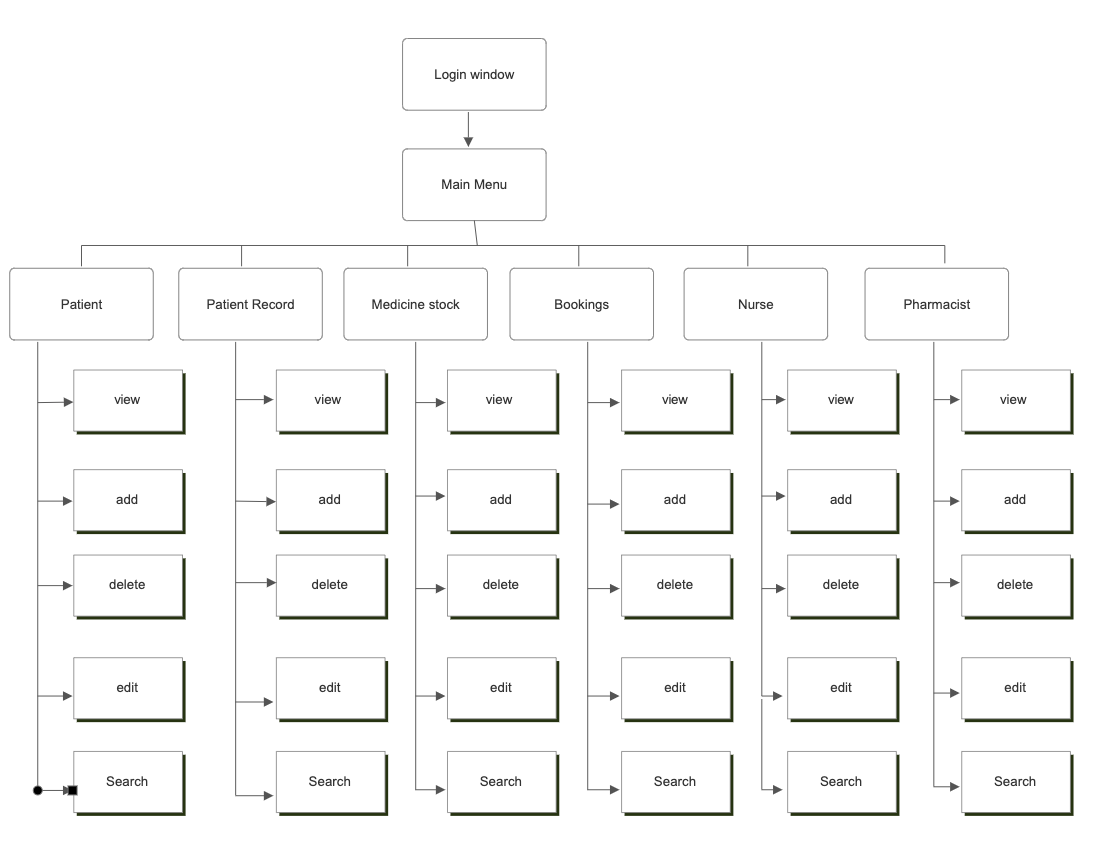 Login window
Main Menu
Patient
Patient Record
Medicine stock
Bookings
Nurse
Pharmacist
view
view
view
view
view
view
add
add
add
add
add
add
delete
delete
delete
delete
delete
delete
edit
edit
edit
edit
edit
edit
Search
Search
Search
Search
Search
Search